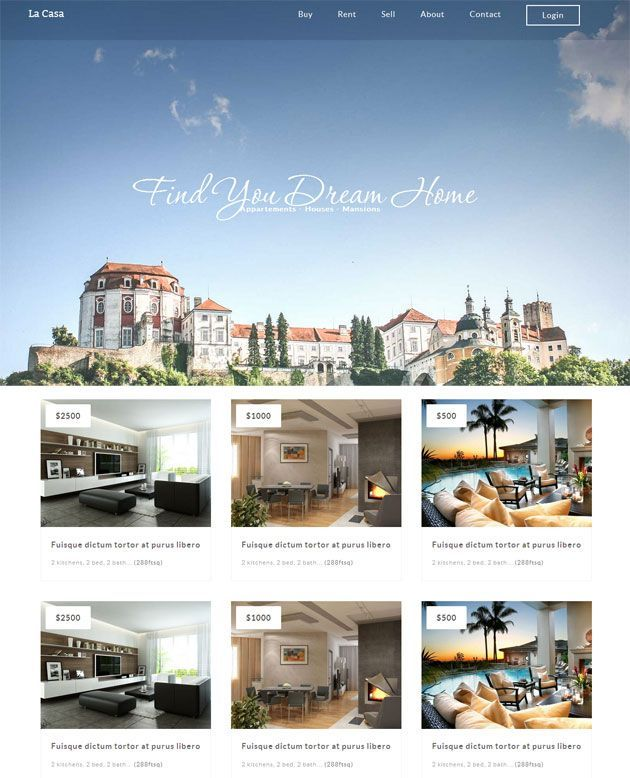 La Casa
Buy Rent Sell About Contact Login
Find You Dream Home
Appartements - Houses - Mansions
$2500 $1000 $500
Fuisque dictum tortor at purus libero Fuisque dictum tortor at purus libero Fuisque dictum tortor at purus libero
2 kitchens, 2 bed, 2 bath... (288ftsq) 2 kitchens, 2 bed, 2 bath... (288ftsq) 2 kitchens, 2 bed, 2 bath... (288ftsq)
$2500 $1000 $500
Fuisque dictum tortor at purus libero Fuisque dictum tortor at purus libero Fuisque dictum tortor at purus libero
2 kitchens, 2 bed, 2 bath... (288ftsq) 2 kitchens, 2 bed, 2 bath... (288ftsq) 2 kitchens, 2 bed, 2 bath... (288ftsq)